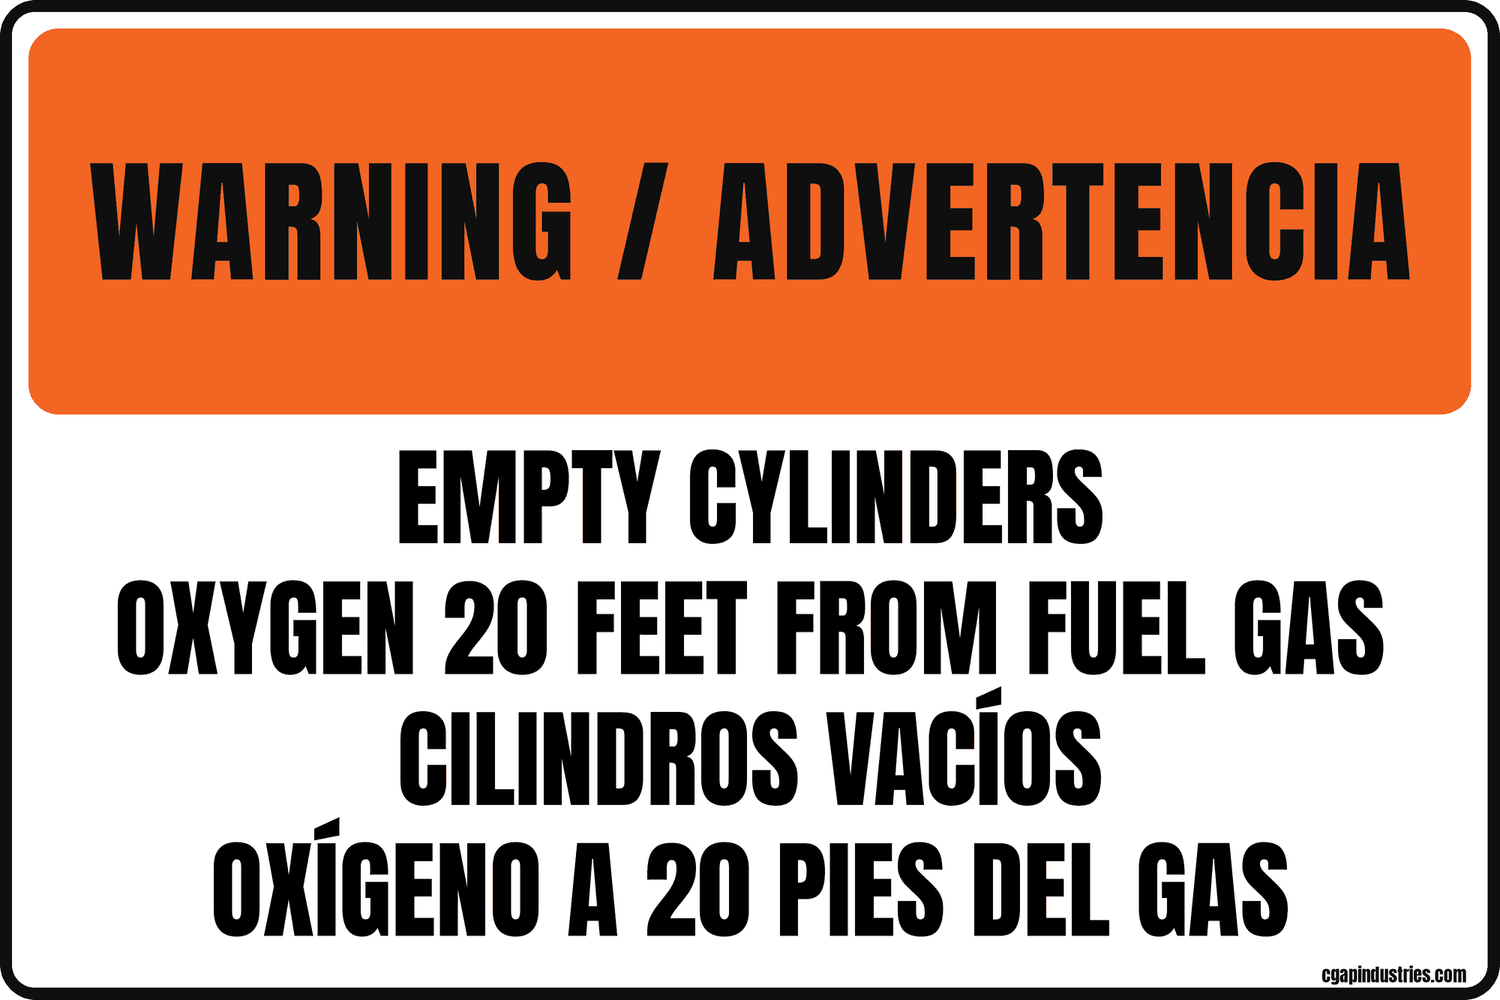 WARNING / ADVERTENCIA
EMPTY CYLINDERS
OXYGEN 20 FEET FROM FUEL GAS
CILINDROS VACÍOS
OXÍGENO A 20 PIES DEL GAS
cgapindustries.com